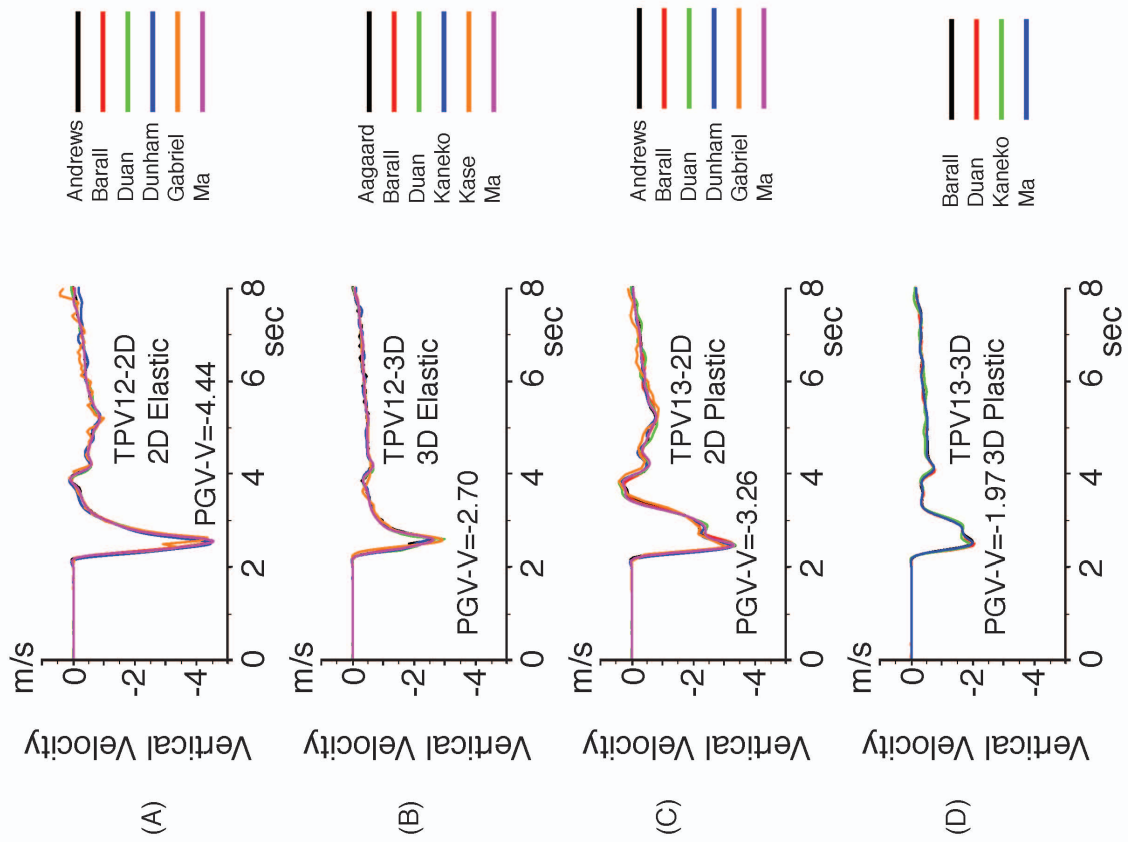 (A)
Vertical Velocity
m/s
0
-2
-4
0
2
4
6
8
sec
TPV12-2D
2D Elastic
PGV-V=-4.44
Andrews
Barall
Duan
Dunham
Gabriel
Ma
(B)
Vertical Velocity
m/s
0
-2
-4
0
2
4
6
8
sec
TPV12-3D
3D Elastic
PGV-V=-2.70
Aagaard
Barall
Duan
Kaneko
Kase
Ma
(C)
Vertical Velocity
m/s
0
-2
-4
0
2
4
6
8
sec
TPV13-2D
2D Plastic
PGV-V=-3.26
Andrews
Barall
Duan
Dunham
Gabriel
Ma
(D)
Vertical Velocity
m/s
0
-2
-4
0
2
4
6
8
sec
TPV13-3D
PGV-V=-1.97 3D Plastic
Barall
Duan
Kaneko
Ma